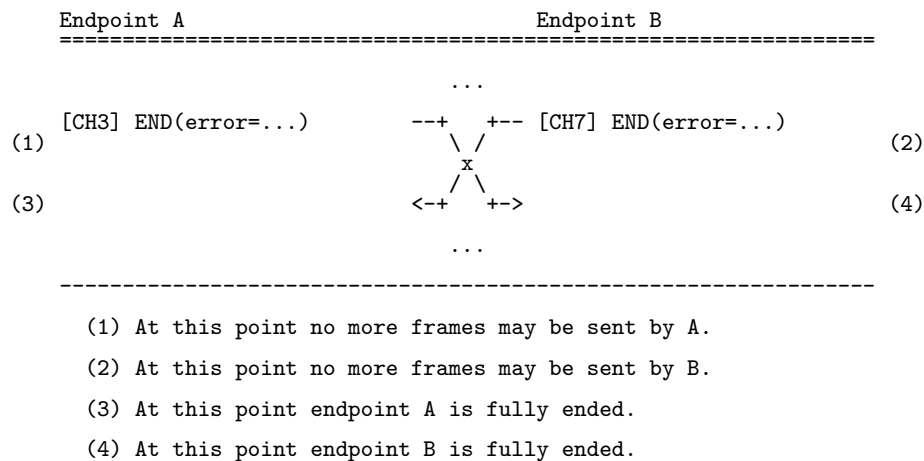 Endpoint A                                Endpoint B
=================================================================
...
[CH3] END(error=...)        --+   +-- [CH7] END(error=...)
(1)                                \ /                                (2)
x
/ \
(3)                             <-+   +->                             (4)
...
-----------------------------------------------------------------
(1) At this point no more frames may be sent by A.
(2) At this point no more frames may be sent by B.
(3) At this point endpoint A is fully ended.
(4) At this point endpoint B is fully ended.